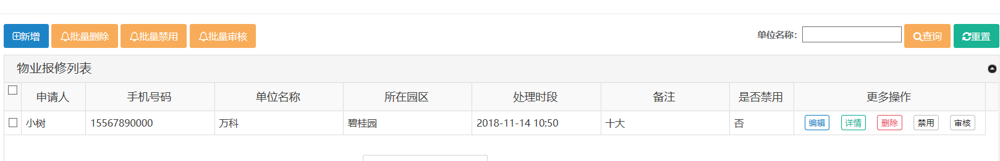 新增 批量删除 批量禁用 批量审核 单位名称: 查询 重置
物业报修列表
申请人 手机号码 单位名称 所在园区 处理时段 备注 是否禁用 更多操作
小树 15567890000 万科 碧桂园 2018-11-14 10:50 十大 否 编辑 详情 删除 禁用 审核